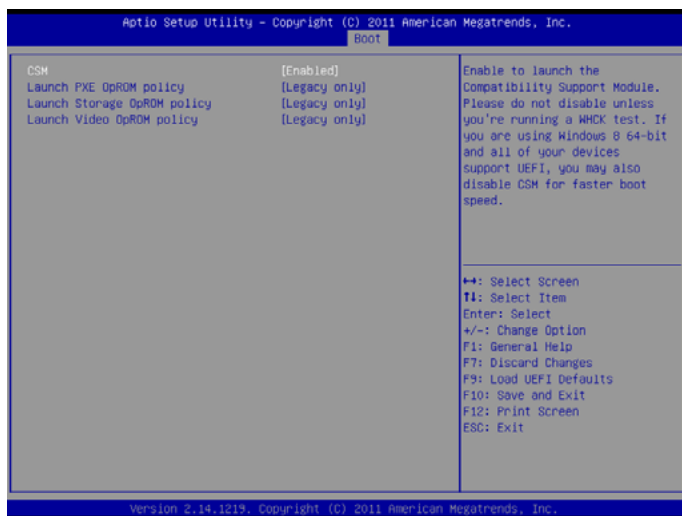 Aptio Setup Utility – Copyright (C) 2011 American Megatrends, Inc.
Boot
CSM [Enabled]
Launch PXE OpROM policy [Legacy only]
Launch Storage OpROM policy [Legacy only]
Launch Video OpROM policy [Legacy only]
Enable to launch the
Compatibility Support Module.
Please do not disable unless
you're running a WHCK test. If
you are using Windows 8 64-bit
and all of your devices
support UEFI, you may also
disable CSM for faster boot
speed.
↔: Select Screen
↑↓: Select Item
Enter: Select
+/-: Change Option
F1: General Help
F7: Discard Changes
F9: Load UEFI Defaults
F10: Save and Exit
F12: Print Screen
ESC: Exit
Version 2.14.1219. Copyright (C) 2011 American Megatrends, Inc.